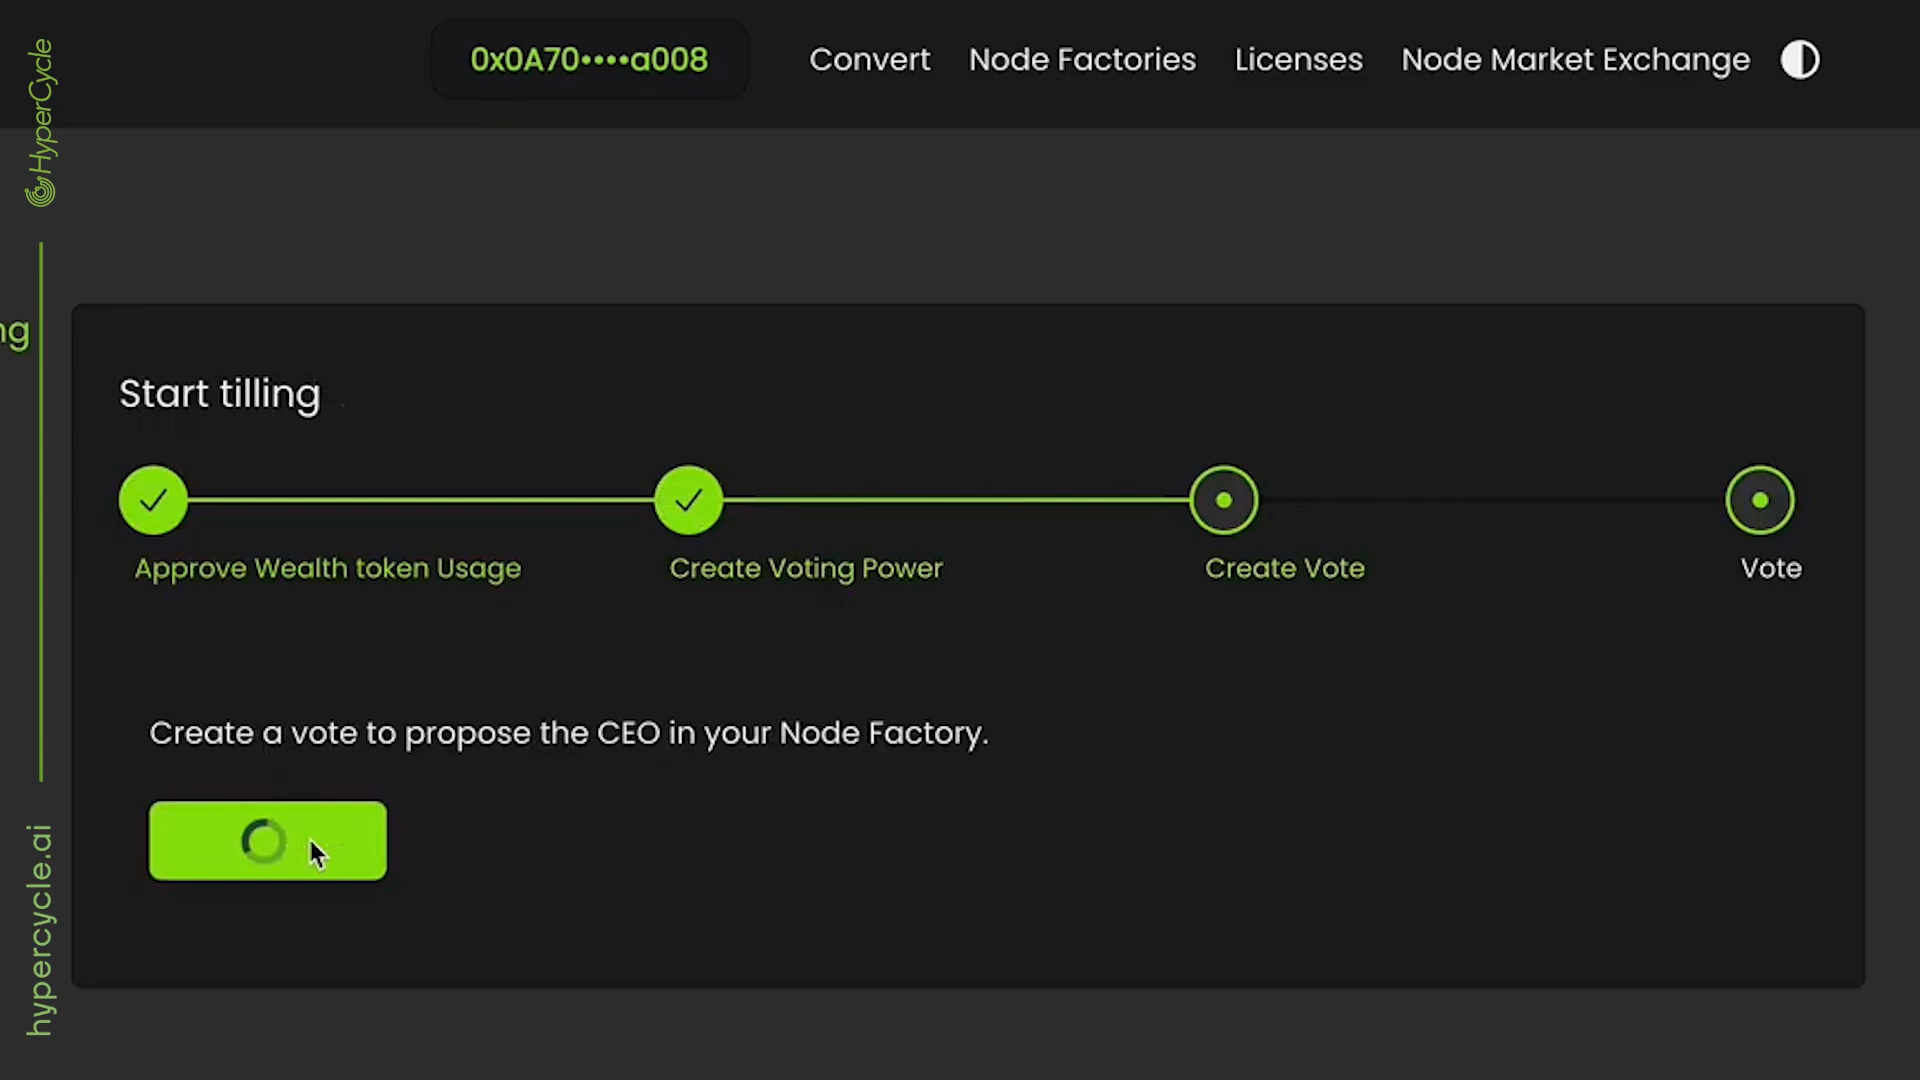 0x0A70••••a008
Convert
Node Factories
Licenses
Node Market Exchange
HyperCycle
ng
Start tilling
Approve Wealth token Usage
Create Voting Power
Create Vote
Vote
Create a vote to propose the CEO in your Node Factory.
hypercycle.ai